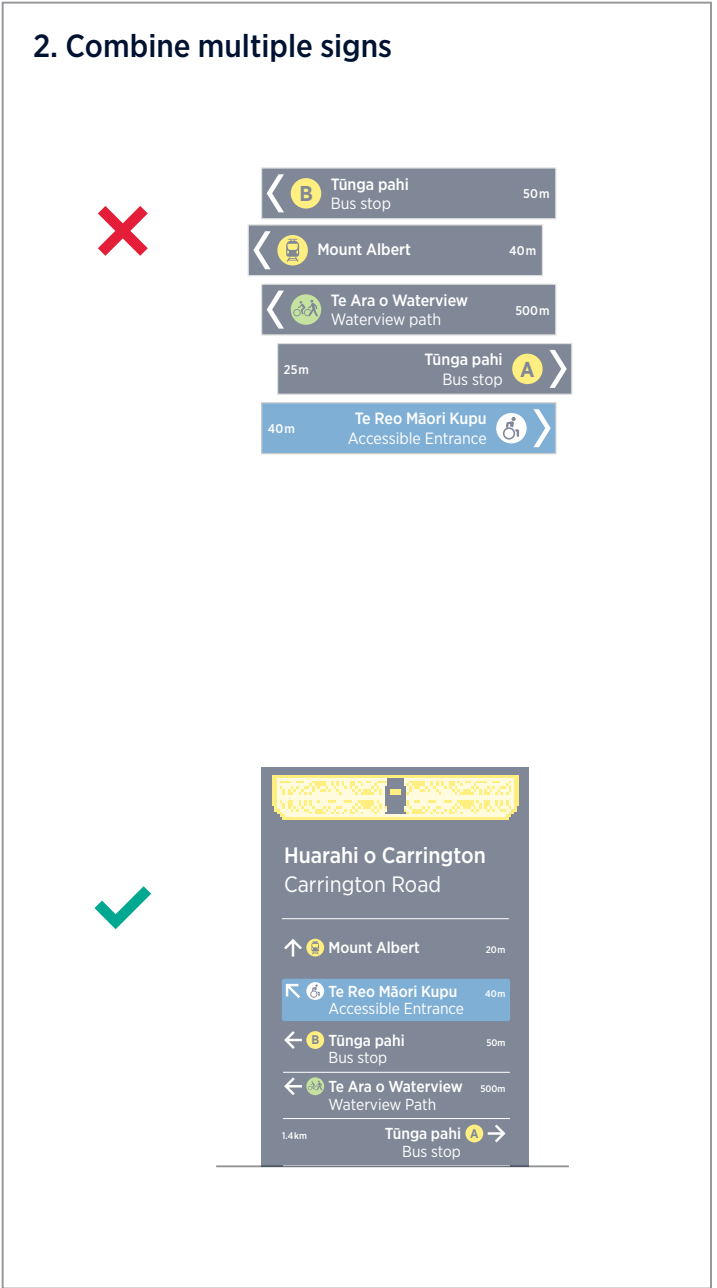 2. Combine multiple signs
B
Tūnga pahi
Bus stop
50m
Mount Albert
40m
Te Ara o Waterview
Waterview path
500m
25m
Tūnga pahi
Bus stop
A
40m
Te Reo Māori Kupu
Accessible Entrance
Huarahi o Carrington
Carrington Road
Mount Albert
20m
Te Reo Māori Kupu
Accessible Entrance
40m
B
Tūnga pahi
Bus stop
50m
Te Ara o Waterview
Waterview Path
500m
1.4km
Tūnga pahi
Bus stop
A